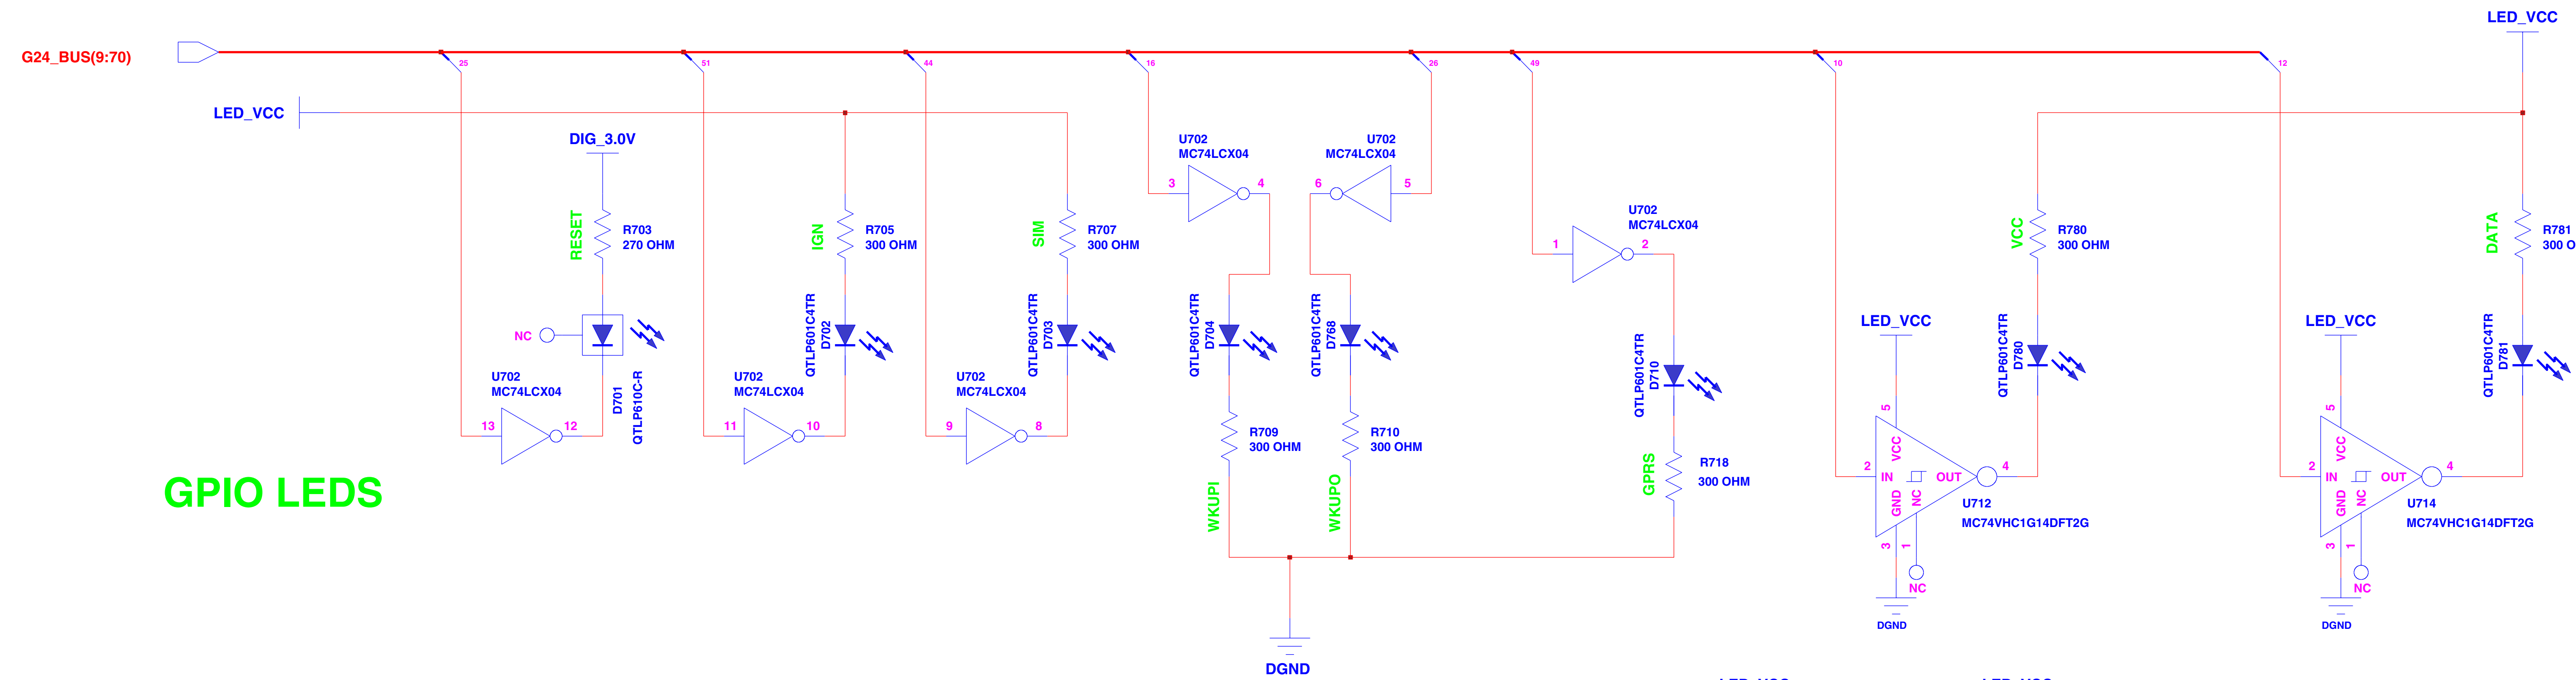 LED_VCC
G24_BUS(9:70)
25
51
44
16
26
49
10
12
LED_VCC
DIG_3.0V
RESET
R703
270 OHM
NC
D701
QTLP610C-R
U702
MC74LCX04
13
12
IGN
R705
300 OHM
QTLP601C4TR
D702
U702
MC74LCX04
11
10
SIM
R707
300 OHM
QTLP601C4TR
D703
U702
MC74LCX04
9
8
U702
MC74LCX04
3
4
QTLP601C4TR
D704
R709
300 OHM
WKUPI
U702
MC74LCX04
6
5
QTLP601C4TR
D768
R710
300 OHM
WKUPO
U702
MC74LCX04
1
2
QTLP601C4TR
D710
GPRS
R718
300 OHM
DGND
VCC
R780
300 OHM
QTLP601C4TR
D780
LED_VCC
5
VCC
2
IN
OUT
4
GND
NC
U712
MC74VHC1G14DFT2G
3
1
NC
DGND
DATA
R781
300 O
QTLP601C4TR
D781
LED_VCC
5
VCC
2
IN
OUT
4
GND
NC
U714
MC74VHC1G14DFT2G
3
1
NC
DGND
GPIO LEDS